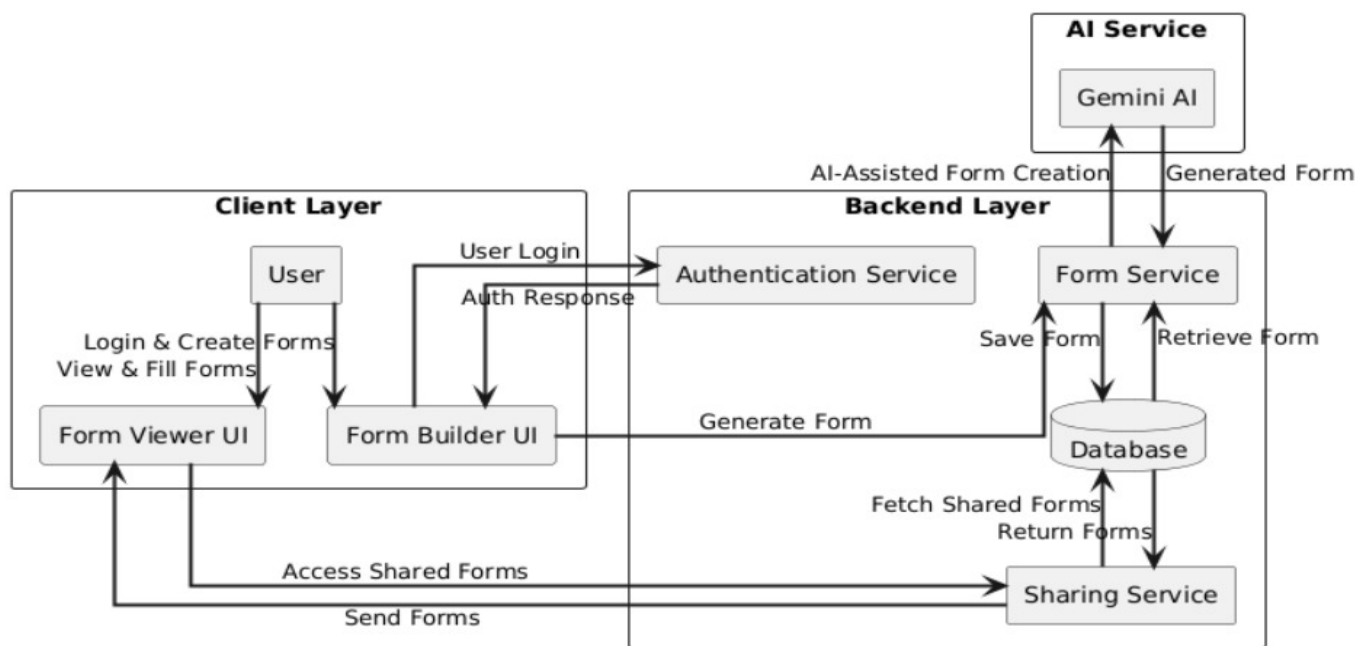 AI Service
Gemini AI
AI-Assisted Form Creation
Generated Form
Client Layer
Backend Layer
User
User Login
Authentication Service
Form Service
Auth Response
Login & Create Forms
View & Fill Forms
Save Form
Retrieve Form
Form Viewer UI
Form Builder UI
Generate Form
Database
Fetch Shared Forms
Return Forms
Access Shared Forms
Sharing Service
Send Forms